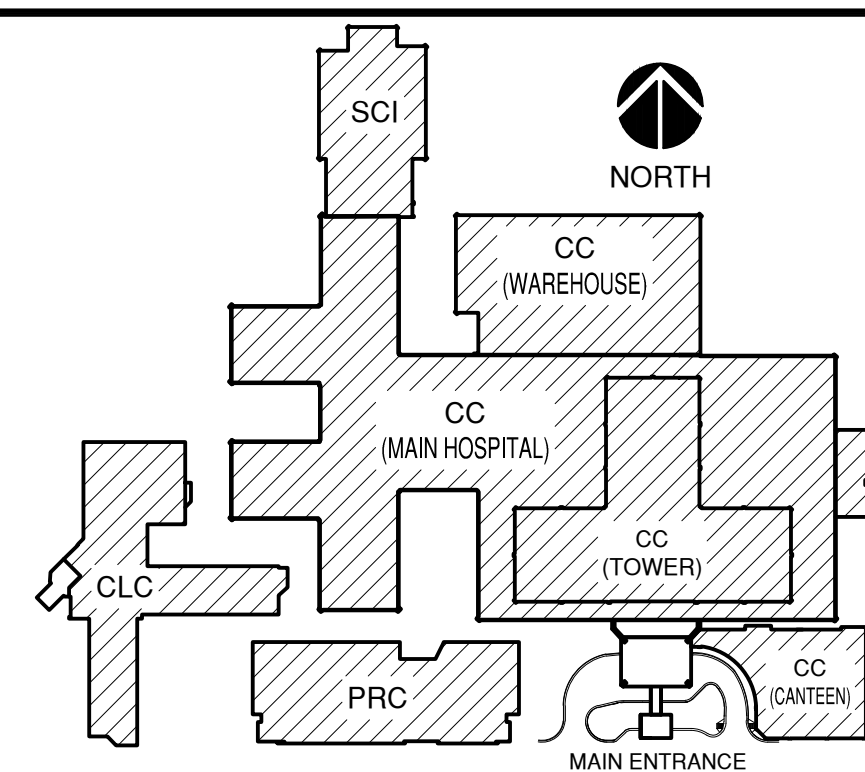 SCI
NORTH
CC
(WAREHOUSE)
CC
(MAIN HOSPITAL)
CC
(TOWER)
CLC
CC
(CANTEEN)
PRC
MAIN ENTRANCE